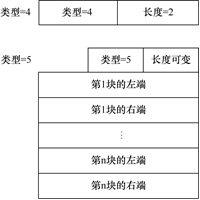 类型=4 类型=4 长度=2
类型=5 类型=5 长度可变
第1块的左端
第1块的右端
⋮
第n块的左端
第n块的右端